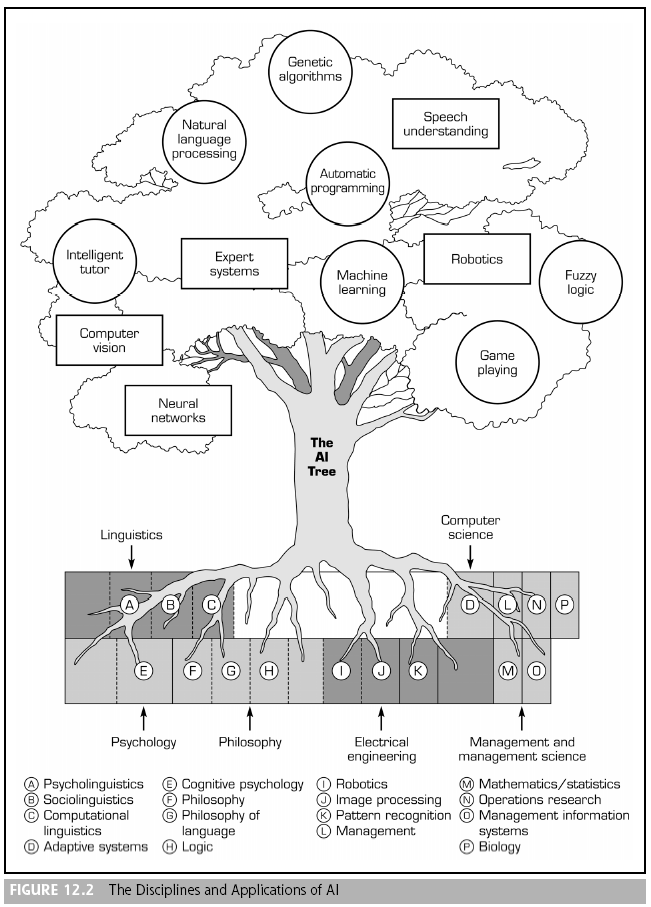 Genetic
algorithms
Speech
understanding
Natural
language
processing
Automatic
programming
Intelligent
tutor
Expert
systems
Machine
learning
Robotics
Fuzzy
logic
Computer
vision
Game
playing
Neural
networks
The
AI
Tree
Linguistics
Computer
science
A B C D L N P
E F G H I J K M O
Psychology Philosophy Electrical
engineering Management and
management science
A Psycholinguistics
B Sociolinguistics
C Computational
linguistics
D Adaptive systems
E Cognitive psychology
F Philosophy
G Philosophy of
language
H Logic
I Robotics
J Image processing
K Pattern recognition
L Management
M Mathematics/statistics
N Operations research
O Management information
systems
P Biology
FIGURE 12.2 The Disciplines and Applications of AI